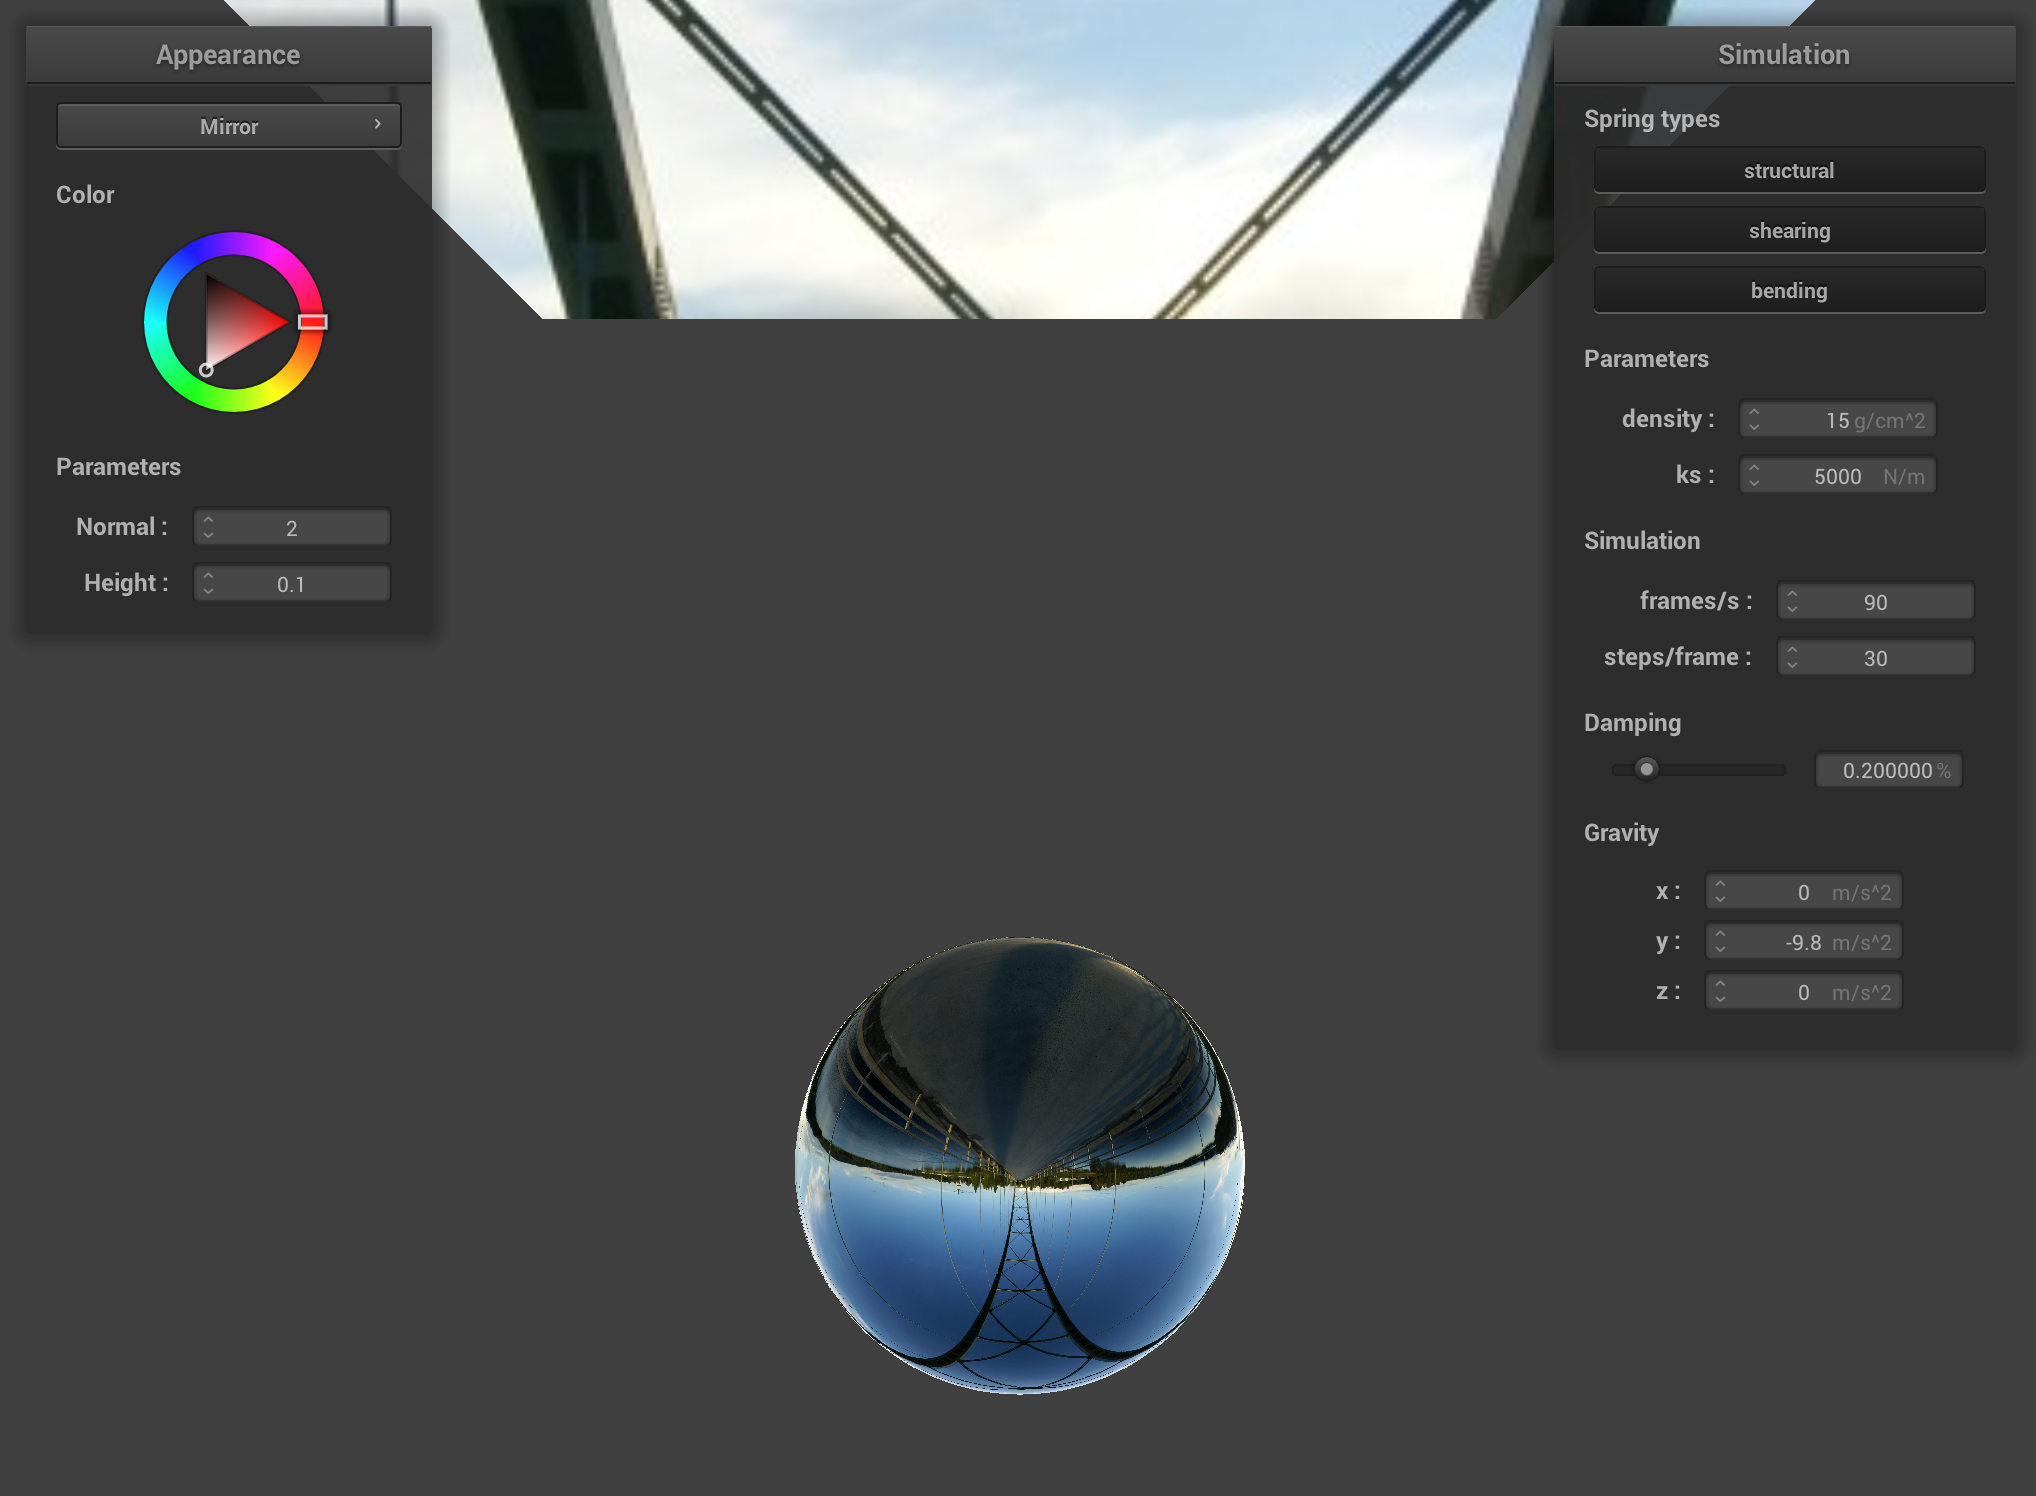 Appearance
Mirror
Color
Parameters
Normal : 2
Height : 0.1
Simulation
Spring types
structural
shearing
bending
Parameters
density : 15 g/cm^2
ks : 5000 N/m
Simulation
frames/s : 90
steps/frame : 30
Damping
0.200000 %
Gravity
x : 0 m/s^2
y : -9.8 m/s^2
z : 0 m/s^2